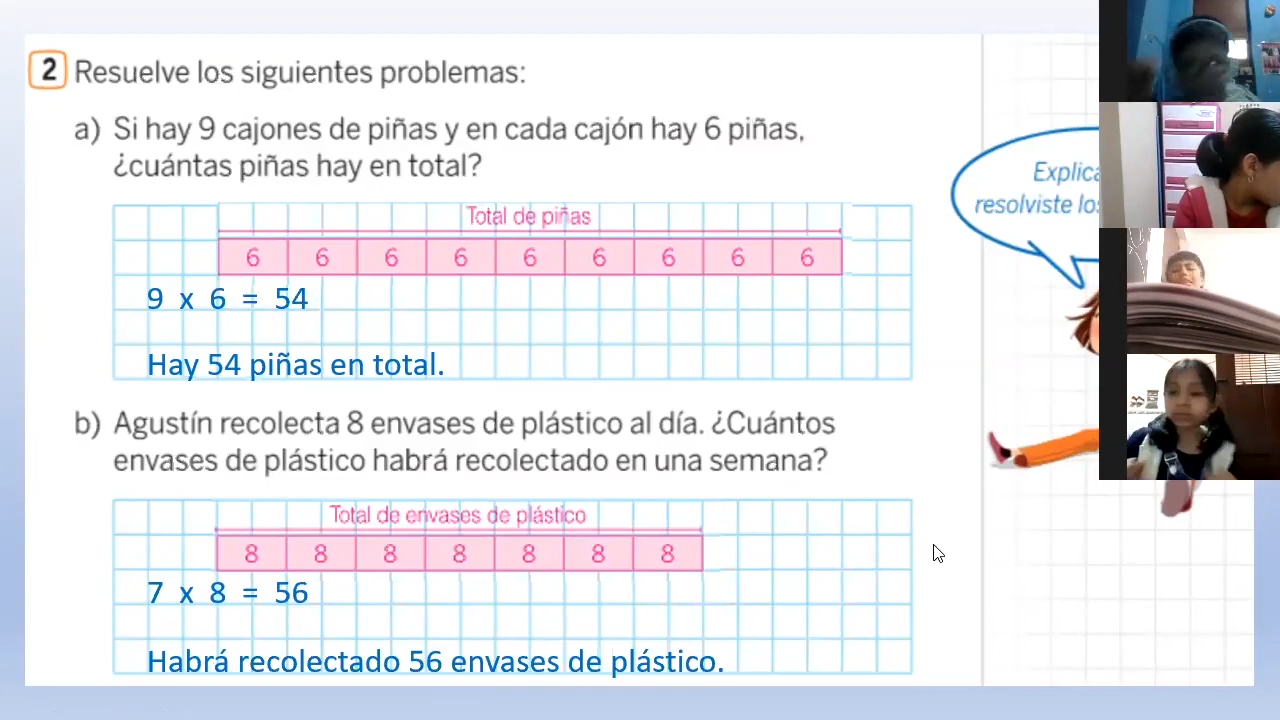 2 Resuelve los siguientes problemas:
a) Si hay 9 cajones de piñas y en cada cajón hay 6 piñas,
¿cuántas piñas hay en total?
Total de piñas
6 6 6 6 6 6 6 6 6
9 x 6 = 54
Hay 54 piñas en total.
b) Agustín recolecta 8 envases de plástico al día. ¿Cuántos
envases de plástico habrá recolectado en una semana?
Total de envases de plástico
8 8 8 8 8 8 8
7 x 8 = 56
Habrá recolectado 56 envases de plástico.
resolviste